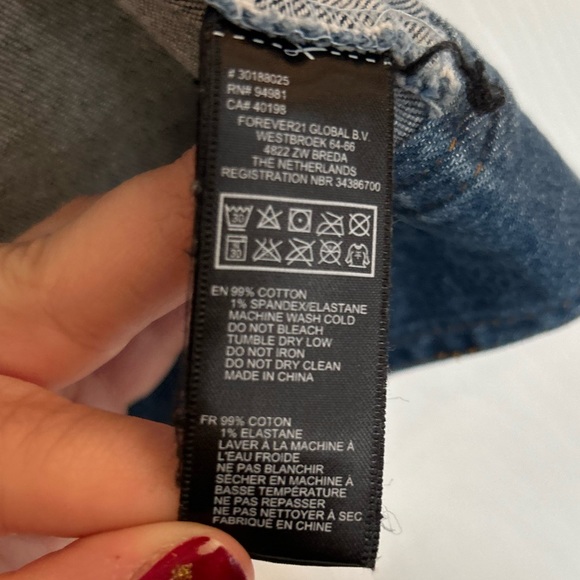 # 30188025
RN# 94981
CA# 40198
FOREVER21 GLOBAL B.V.
WESTBROEK 64-66
4822 ZW BREDA
THE NETHERLANDS
REGISTRATION NBR 34386700
30
30
EN 99% COTTON
1% SPANDEX/ELASTANE
MACHINE WASH COLD
DO NOT BLEACH
TUMBLE DRY LOW
DO NOT IRON
DO NOT DRY CLEAN
MADE IN CHINA
FR 99% COTON
1% ELASTANE
LAVER À LA MACHINE À
L'EAU FROIDE
NE PAS BLANCHIR
SÉCHER EN MACHINE À
BASSE TEMPÉRATURE
NE PAS REPASSER
NE PAS NETTOYER À SEC
FABRIQUÉ EN CHINE